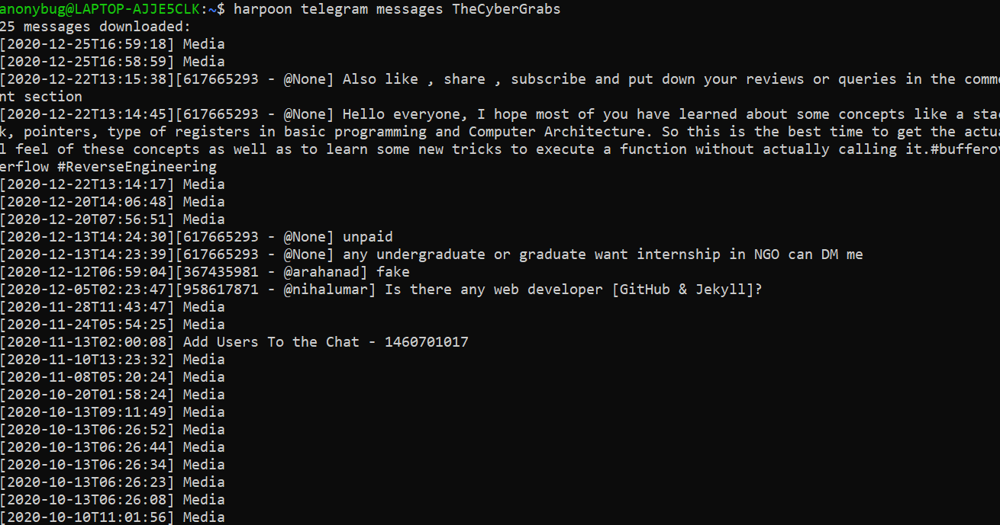 anonybug@LAPTOP-AJJE5CLK:~$ harpoon telegram messages TheCyberGrabs
25 messages downloaded:
[2020-12-25T16:59:18] Media
[2020-12-25T16:58:59] Media
[2020-12-22T13:15:38][617665293 - @None] Also like , share , subscribe and put down your reviews or queries in the comme
nt section
[2020-12-22T13:14:45][617665293 - @None] Hello everyone, I hope most of you have learned about some concepts like a stac
k, pointers, type of registers in basic programming and Computer Architecture. So this is the best time to get the actua
l feel of these concepts as well as to learn some new tricks to execute a function without actually calling it.#bufferov
erflow #ReverseEngineering
[2020-12-22T13:14:17] Media
[2020-12-20T14:06:48] Media
[2020-12-20T07:56:51] Media
[2020-12-13T14:24:30][617665293 - @None] unpaid
[2020-12-13T14:23:39][617665293 - @None] any undergraduate or graduate want internship in NGO can DM me
[2020-12-12T06:59:04][367435981 - @arahanad] fake
[2020-12-05T02:23:47][958617871 - @nihalumar] Is there any web developer [GitHub & Jekyll]?
[2020-11-28T11:43:47] Media
[2020-11-24T05:54:25] Media
[2020-11-13T02:00:08] Add Users To the Chat - 1460701017
[2020-11-10T13:23:32] Media
[2020-11-08T05:20:24] Media
[2020-10-20T01:58:24] Media
[2020-10-13T09:11:49] Media
[2020-10-13T06:26:52] Media
[2020-10-13T06:26:44] Media
[2020-10-13T06:26:34] Media
[2020-10-13T06:26:23] Media
[2020-10-13T06:26:08] Media
[2020-10-10T11:01:56] Media